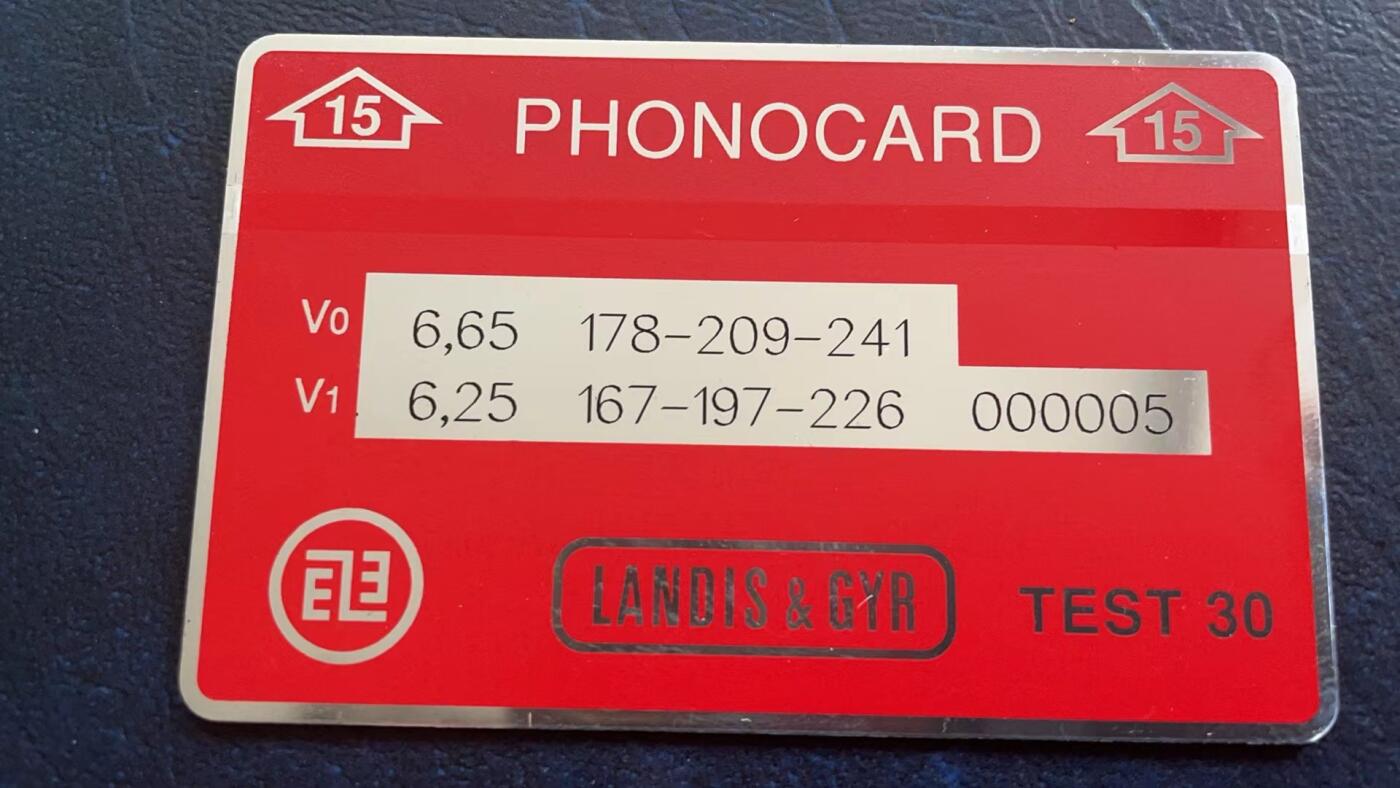 15 PHONOCARD 15
V0 6,65 178-209-241
V1 6,25 167-197-226 000005
LANDIS & GYR TEST 30